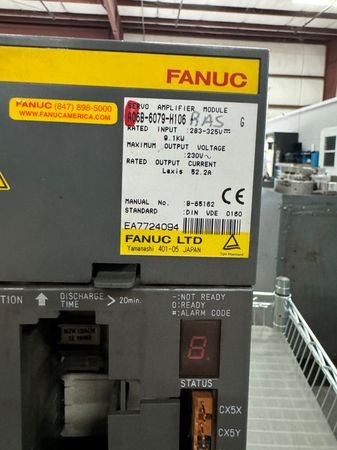 FANUC
FANUC (847) 898-5000
WWW.FANUCAMERICA.COM
SERVO AMPLIFIER MODULE
A06B-6079-H106 BAS G
RATED INPUT :283-325V
9.1KW
MAXIMUM OUTPUT VOLTAGE
:230V~
RATED OUTPUT CURRENT
Laxis 52.2A
MANUAL NO. :B-65162
STANDARD :DIN VDE 0160
CE
EA7724094
FANUC LTD
Yamanashi 401-05 JAPAN
TION DISCHARGE TIME > 20min.
-:NOT READY
0:READY
#:ALARM CODE
8.
STATUS
CX5X
CX5Y